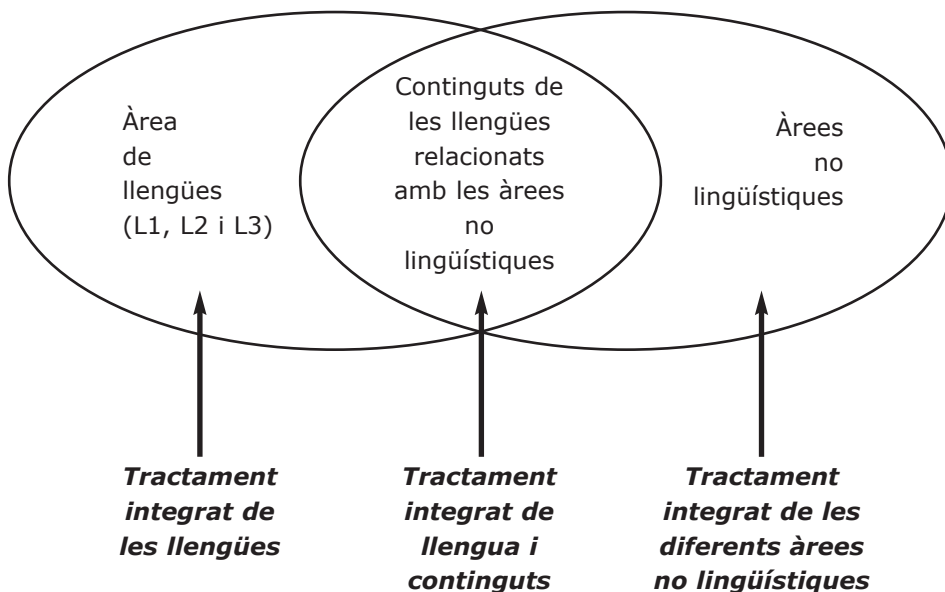 Àrea
de
llengües
(L1, L2 i L3)
Continguts de
les llengües
relacionats
amb les àrees
no
lingüístiques
Àrees
no
lingüístiques
Tractament
integrat de
les llengües
Tractament
integrat de
llengua i
continguts
Tractament
integrat de les
diferents àrees
no lingüístiques